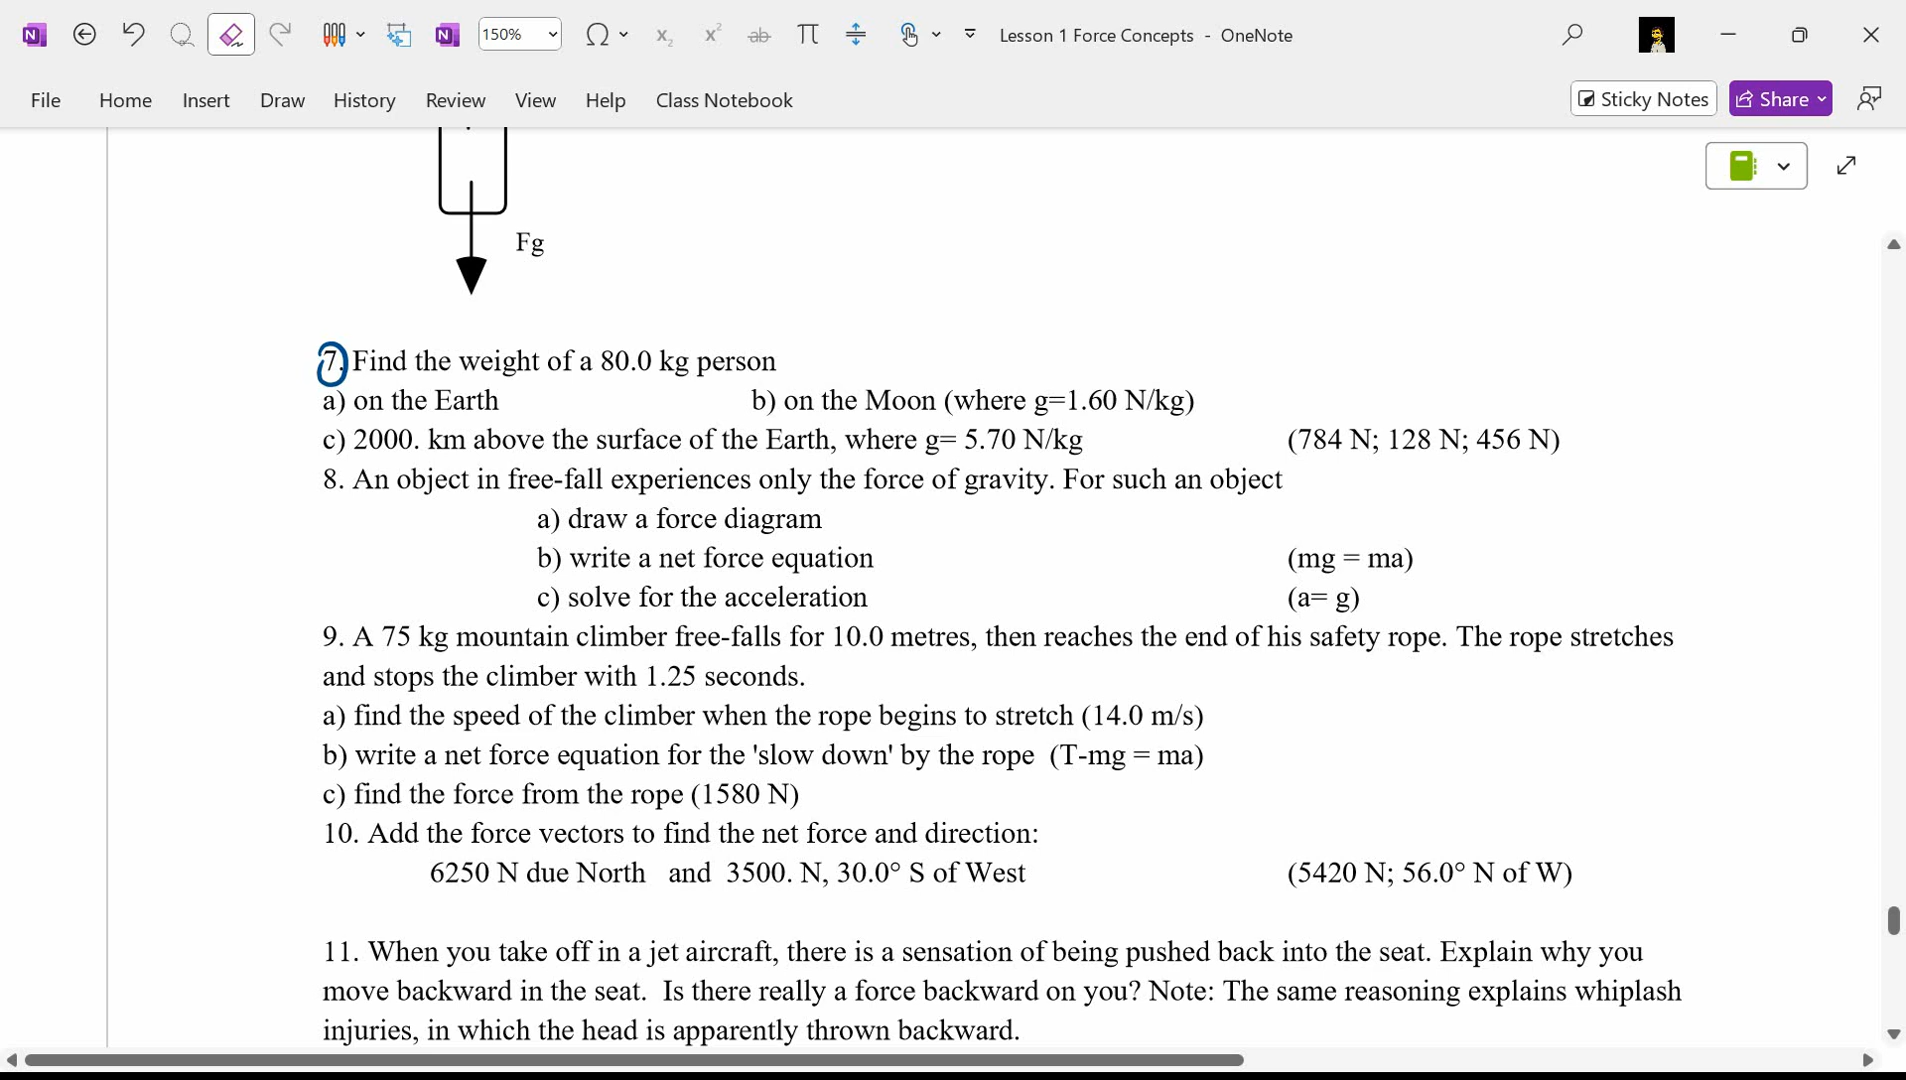 150%
Lesson 1 Force Concepts - OneNote
File Home Insert Draw History Review View Help Class Notebook
Sticky Notes
Share
Fg
7. Find the weight of a 80.0 kg person
a) on the Earth b) on the Moon (where g=1.60 N/kg)
c) 2000. km above the surface of the Earth, where g= 5.70 N/kg (784 N; 128 N; 456 N)
8. An object in free-fall experiences only the force of gravity. For such an object
a) draw a force diagram
b) write a net force equation (mg = ma)
c) solve for the acceleration (a= g)
9. A 75 kg mountain climber free-falls for 10.0 metres, then reaches the end of his safety rope. The rope stretches
and stops the climber with 1.25 seconds.
a) find the speed of the climber when the rope begins to stretch (14.0 m/s)
b) write a net force equation for the 'slow down' by the rope (T-mg = ma)
c) find the force from the rope (1580 N)
10. Add the force vectors to find the net force and direction:
6250 N due North and 3500. N, 30.0° S of West (5420 N; 56.0° N of W)
11. When you take off in a jet aircraft, there is a sensation of being pushed back into the seat. Explain why you
move backward in the seat. Is there really a force backward on you? Note: The same reasoning explains whiplash
injuries, in which the head is apparently thrown backward.